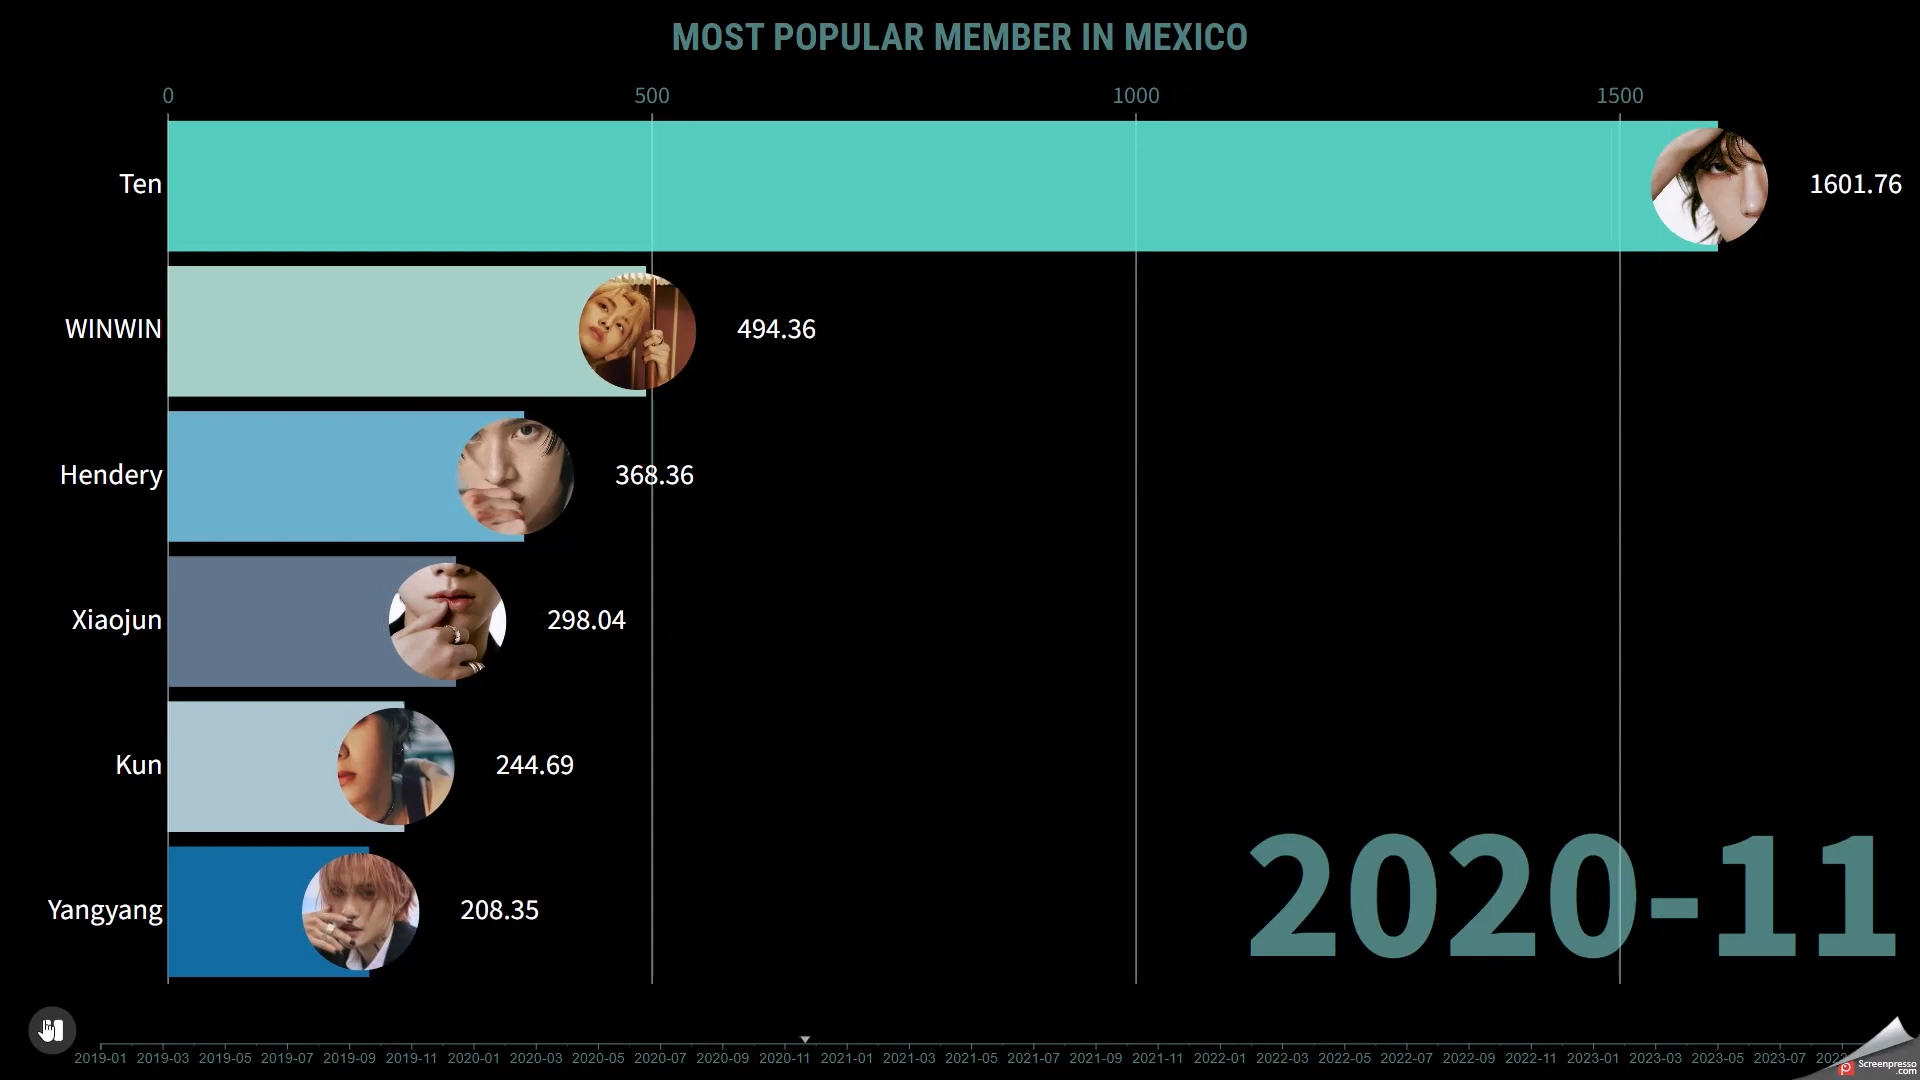 MOST POPULAR MEMBER IN MEXICO
0 500 1000 1500
Ten 1601.76
WINWIN 494.36
Hendery 368.36
Xiaojun 298.04
Kun 244.69
Yangyang 208.35
2020-11
2019-01 2019-03 2019-05 2019-07 2019-09 2019-11 2020-01 2020-03 2020-05 2020-07 2020-09 2020-11 2021-01 2021-03 2021-05 2021-07 2021-09 2021-11 2022-01 2022-03 2022-05 2022-07 2022-09 2022-11 2023-01 2023-03 2023-05 2023-07
Screenpresso
.com